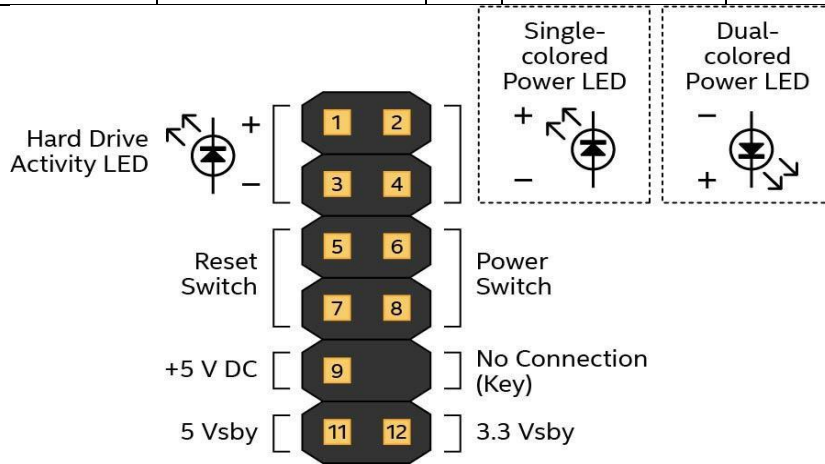 Single-
colored
Power LED
Dual-
colored
Power LED
+
−
−
+
Hard Drive
Activity LED
+
−
1 2
3 4
Reset
Switch
5 6
7 8
Power
Switch
+5 V DC
9
No Connection
(Key)
5 Vsby
11 12
3.3 Vsby